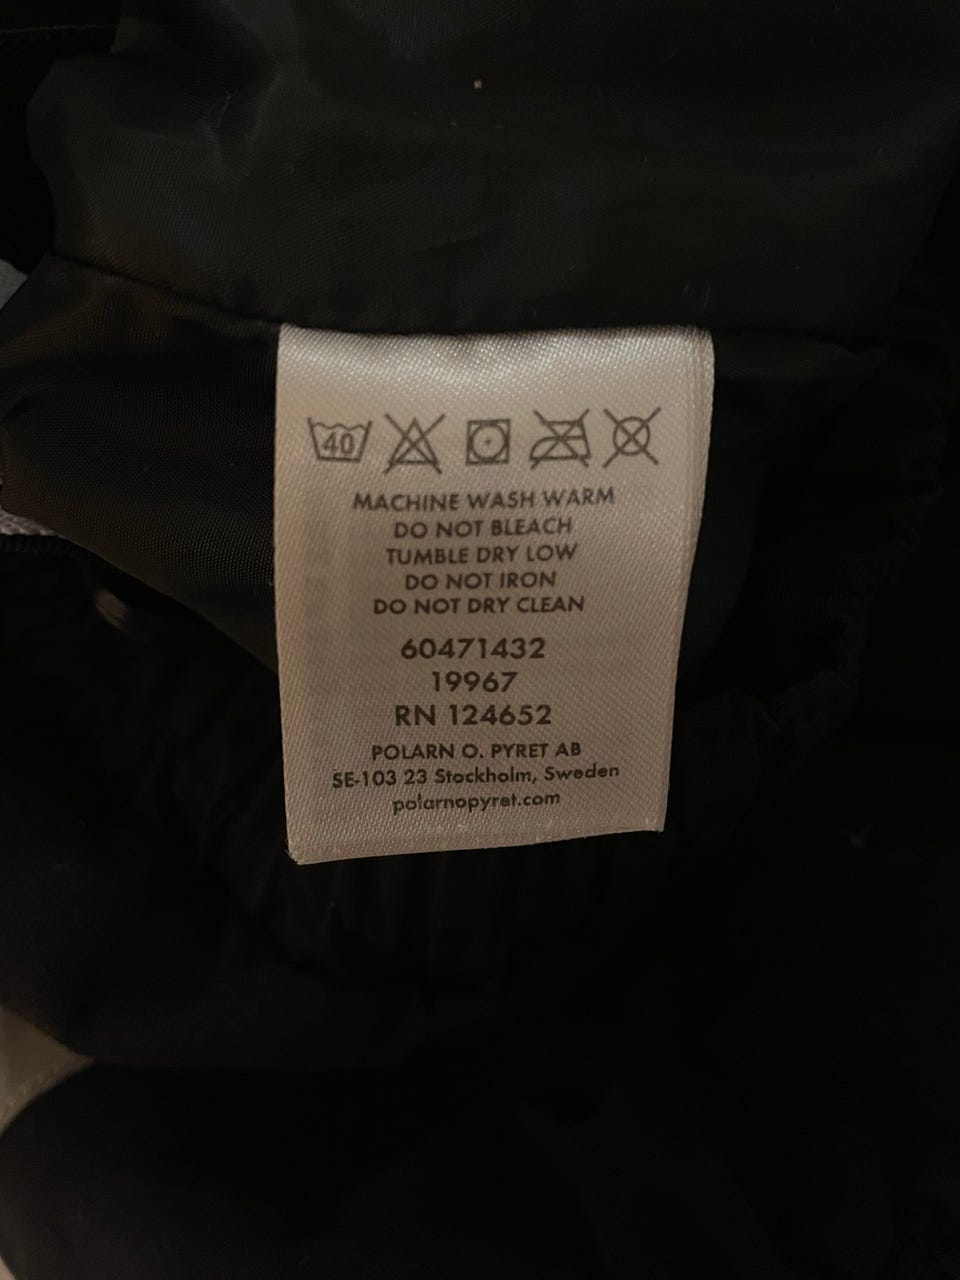 40
MACHINE WASH WARM
DO NOT BLEACH
TUMBLE DRY LOW
DO NOT IRON
DO NOT DRY CLEAN
60471432
19967
RN 124652
POLARN O. PYRET AB
SE-103 23 Stockholm, Sweden
polarnopyret.com